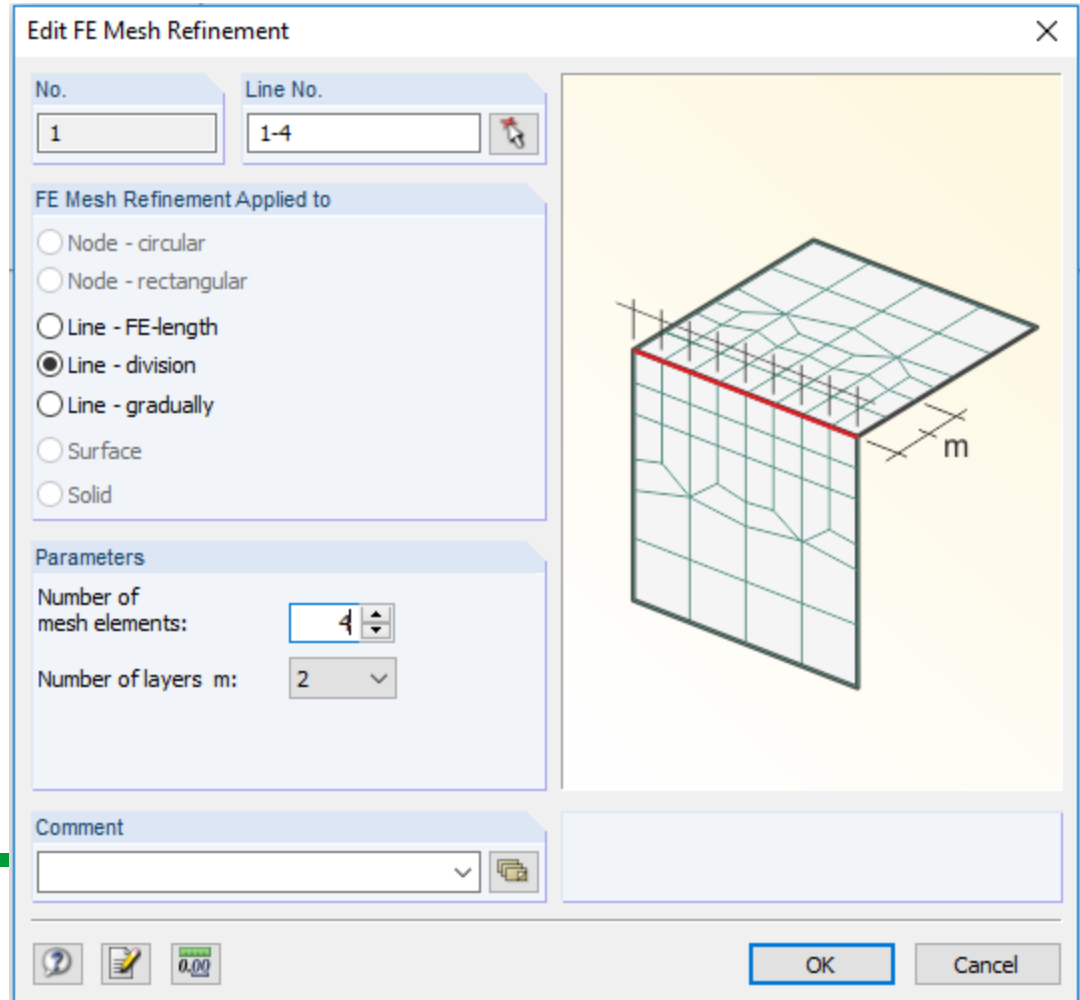 Edit FE Mesh Refinement
No.
Line No.
1
1-4
FE Mesh Refinement Applied to
Node - circular
Node - rectangular
Line - FE-length
Line - division
Line - gradually
Surface
Solid
m
Parameters
Number of
mesh elements:
4
Number of layers m:
2
Comment
0.00
OK
Cancel